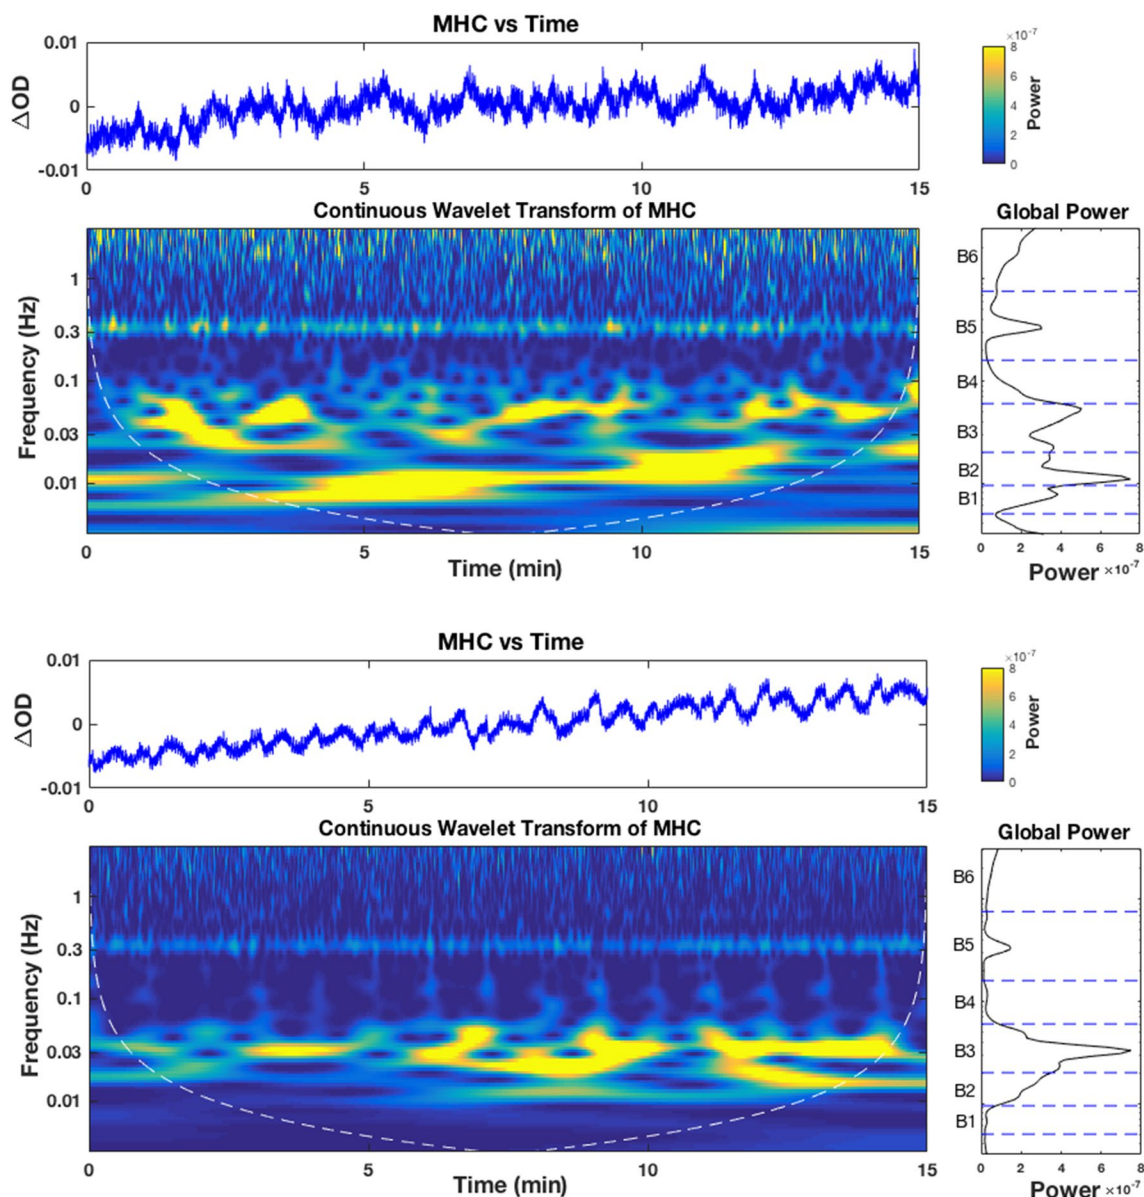 MHC vs Time
0.01
0
-0.01
ΔOD
0 5 10 15
×10-7
8
6
4
2
0
Power
Continuous Wavelet Transform of MHC
1
0.3
0.1
0.03
0.01
Frequency (Hz)
0 5 10 15
Time (min)
Global Power
B6
B5
B4
B3
B2
B1
0 2 4 6 8
Power ×10-7
MHC vs Time
0.01
0
-0.01
ΔOD
0 5 10 15
×10-7
8
6
4
2
0
Power
Continuous Wavelet Transform of MHC
1
0.3
0.1
0.03
0.01
Frequency (Hz)
0 5 10 15
Time (min)
Global Power
B6
B5
B4
B3
B2
B1
0 2 4 6 8
Power ×10-7